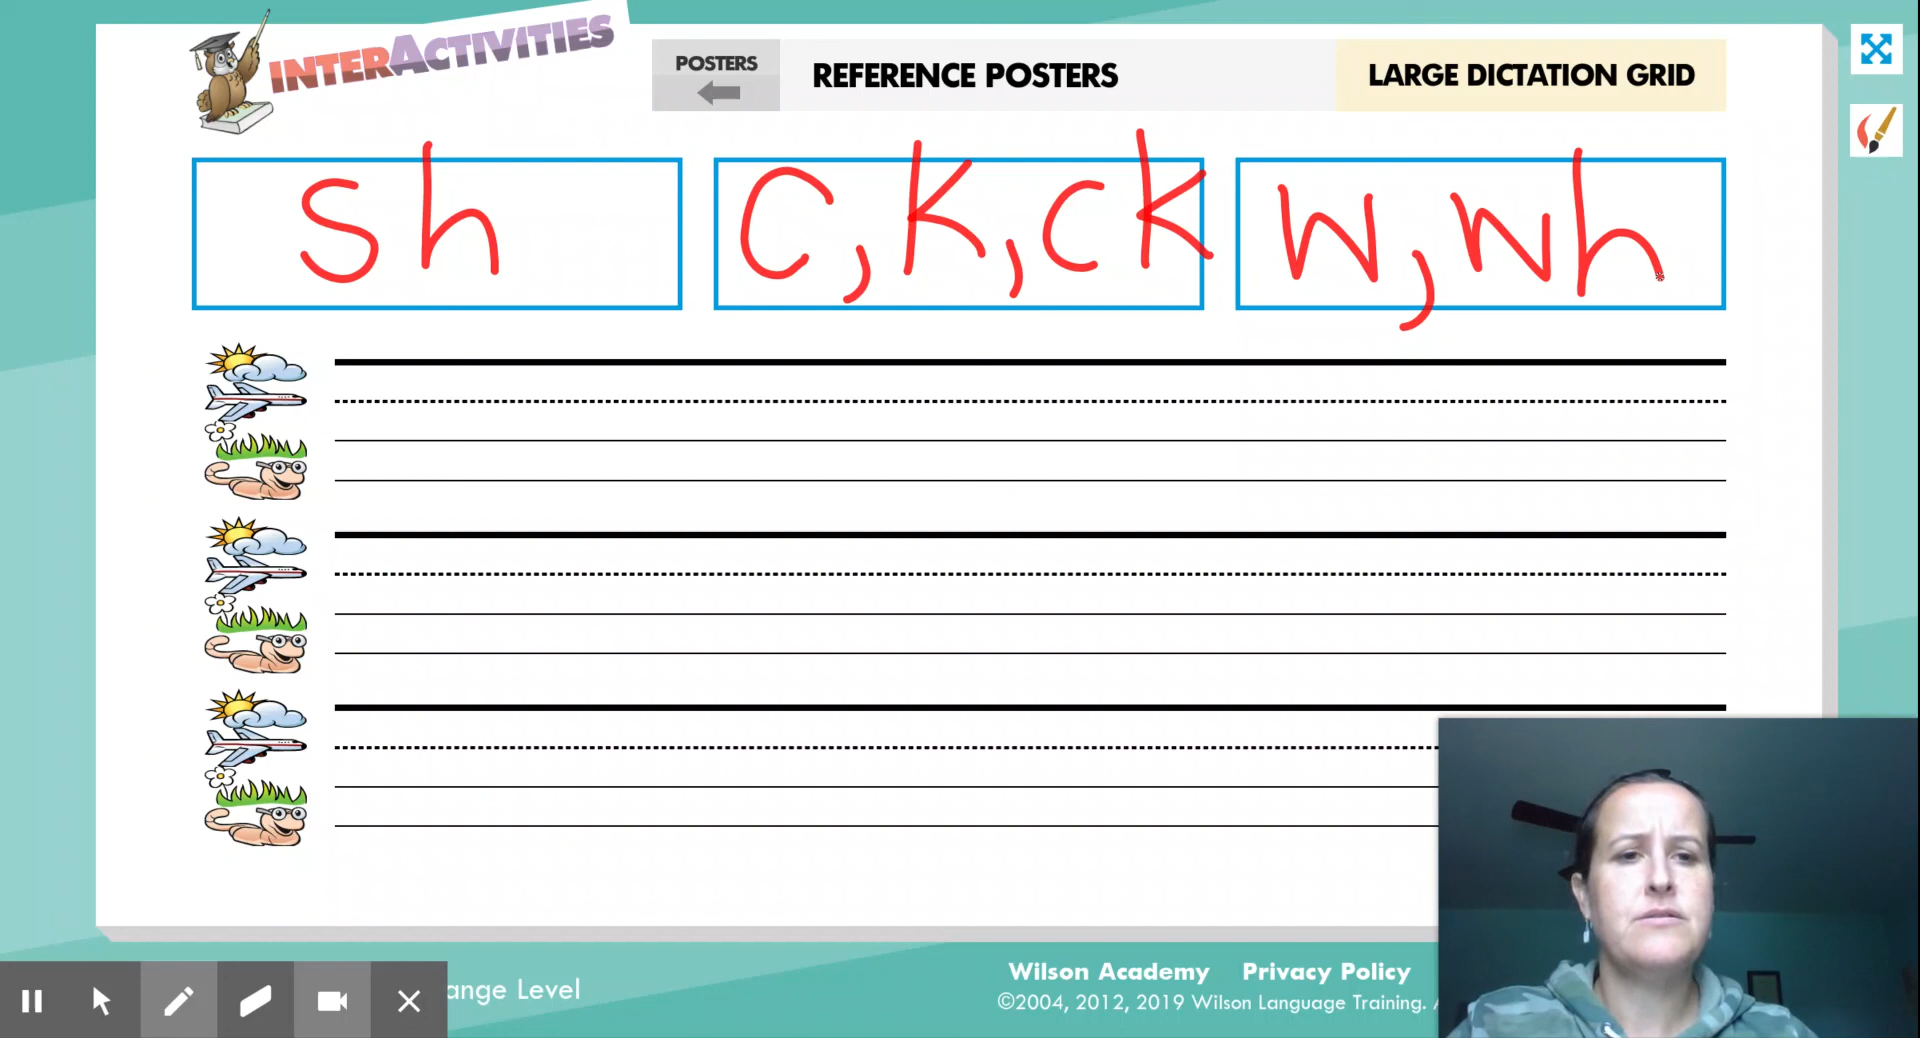 INTERACTIVITIES
POSTERS
REFERENCE POSTERS
LARGE DICTATION GRID
sh
c, k, ck
w, wh
ange Level
Wilson Academy Privacy Policy
©2004, 2012, 2019 Wilson Language Training.